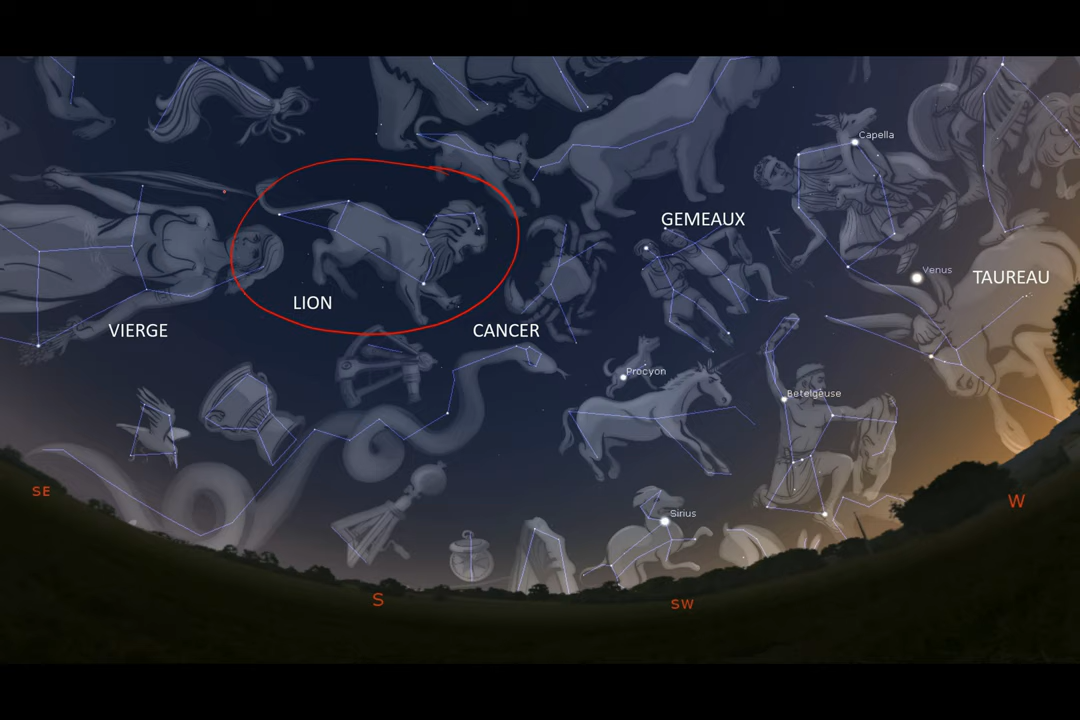 Capella
GEMEAUX
Venus
TAUREAU
LION
VIERGE
CANCER
Procyon
Betelgeuse
SE
W
Sirius
S
SW